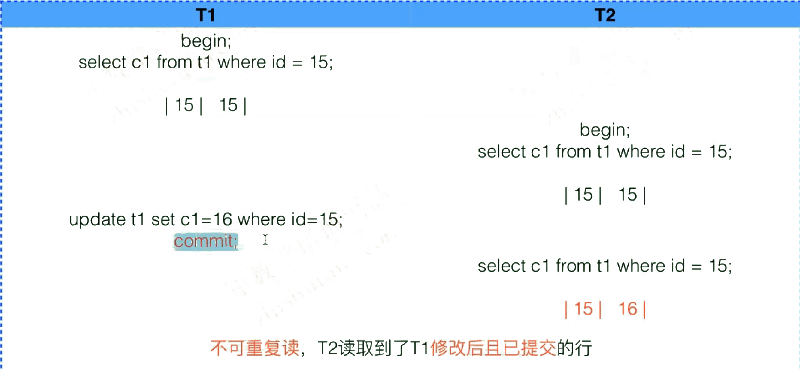 T1 T2
begin;
select c1 from t1 where id = 15;
| 15 | 15 |
begin;
select c1 from t1 where id = 15;
| 15 | 15 |
update t1 set c1=16 where id=15;
commit;
select c1 from t1 where id = 15;
| 15 | 16 |
不可重复读，T2读取到了T1修改后且已提交的行